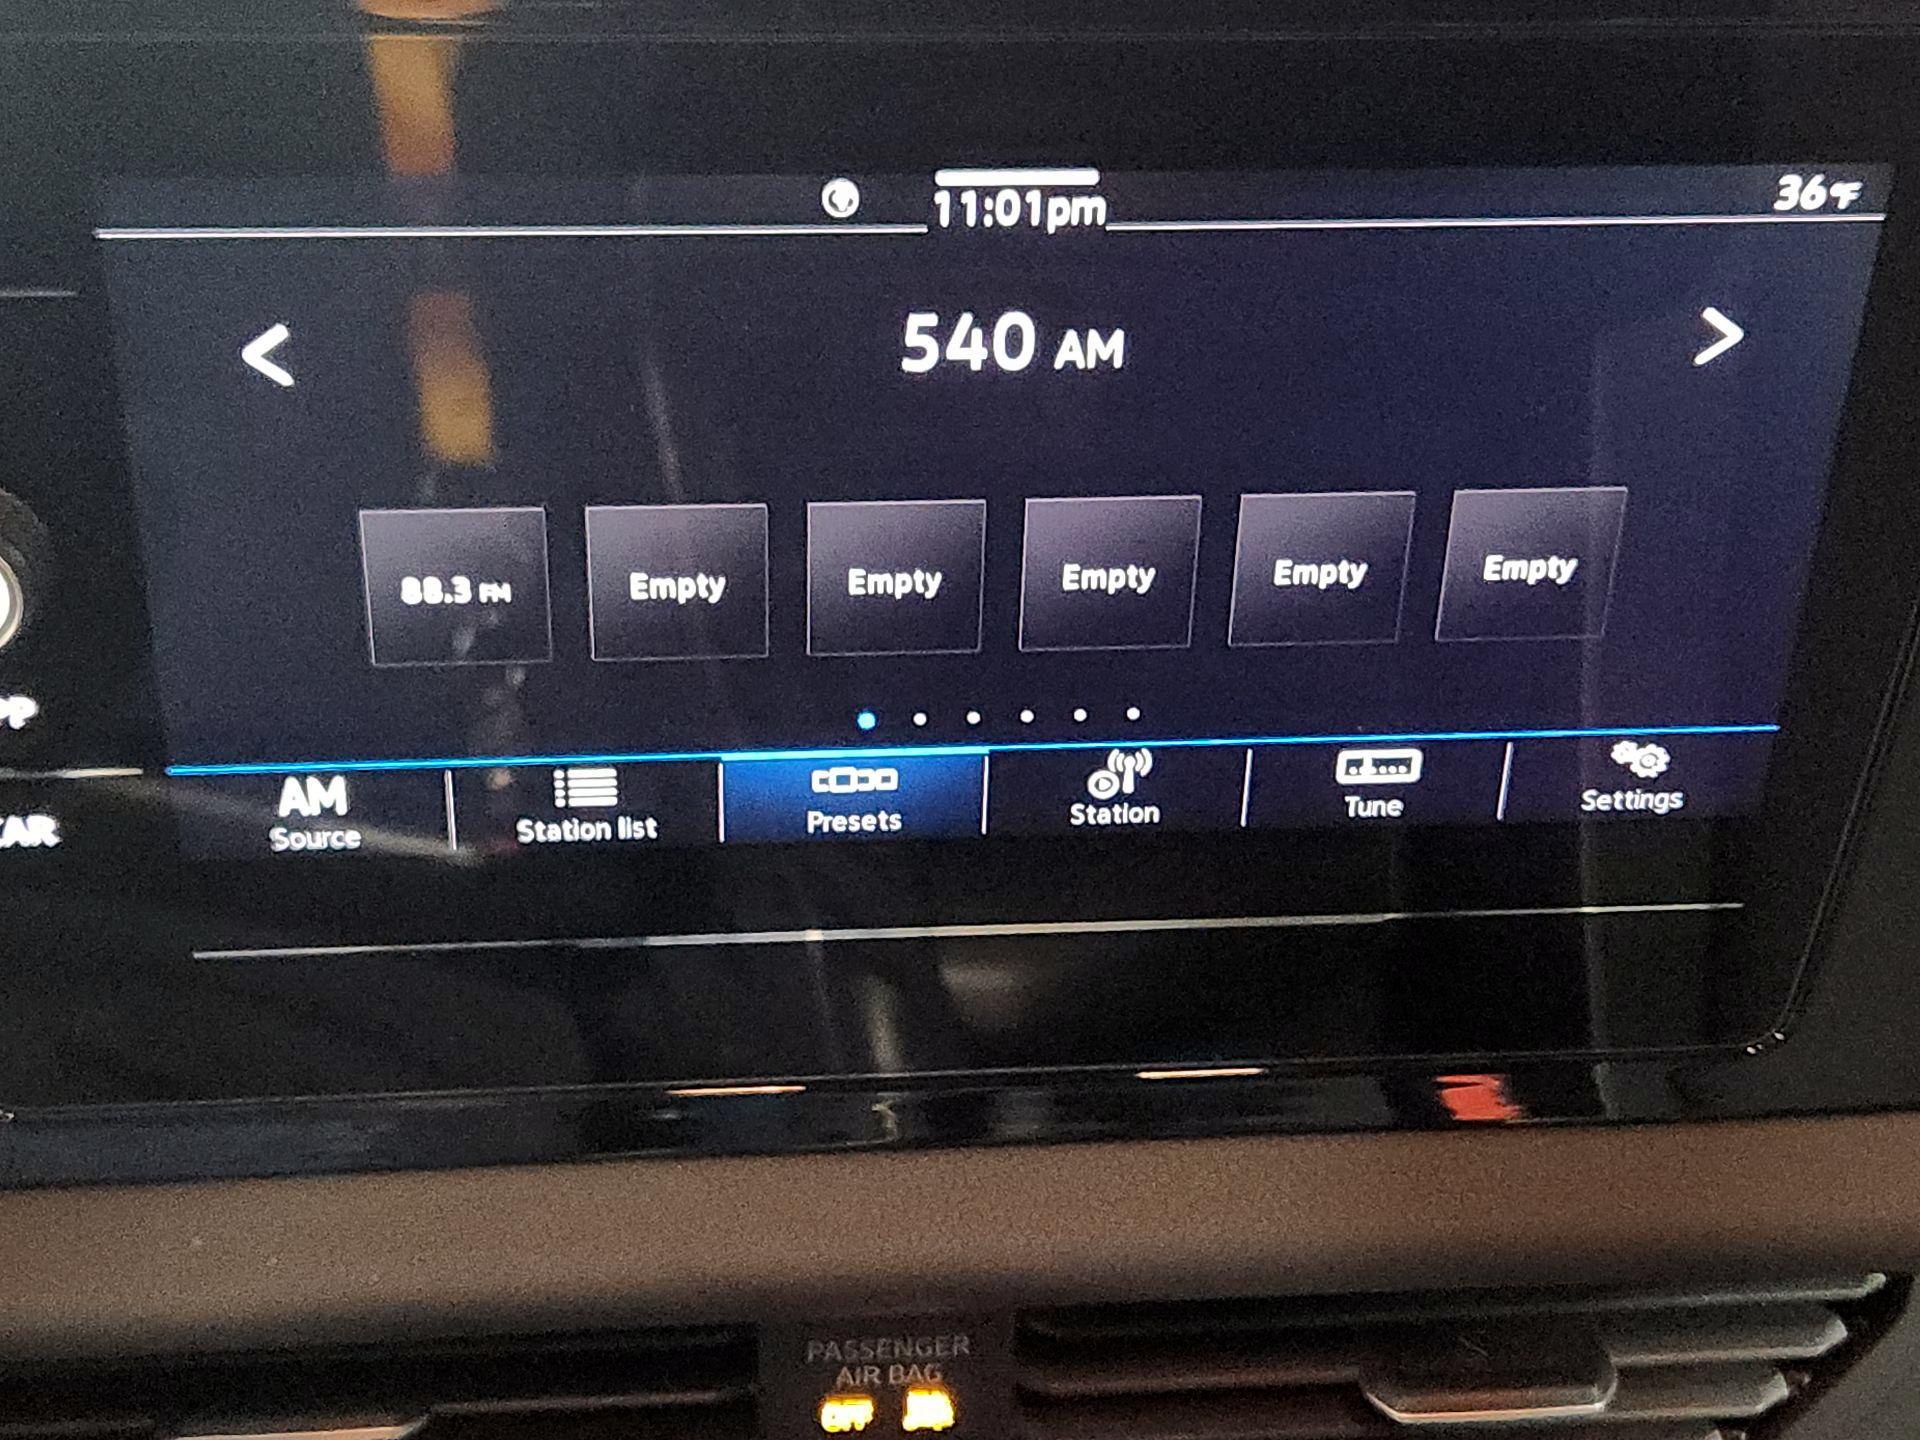 11:01pm
36°F
540 AM
88.3 FM
Empty
Empty
Empty
Empty
Empty
AM
Source
Station list
Presets
Station
Tune
Settings
PASSENGER
AIR BAG
OFF